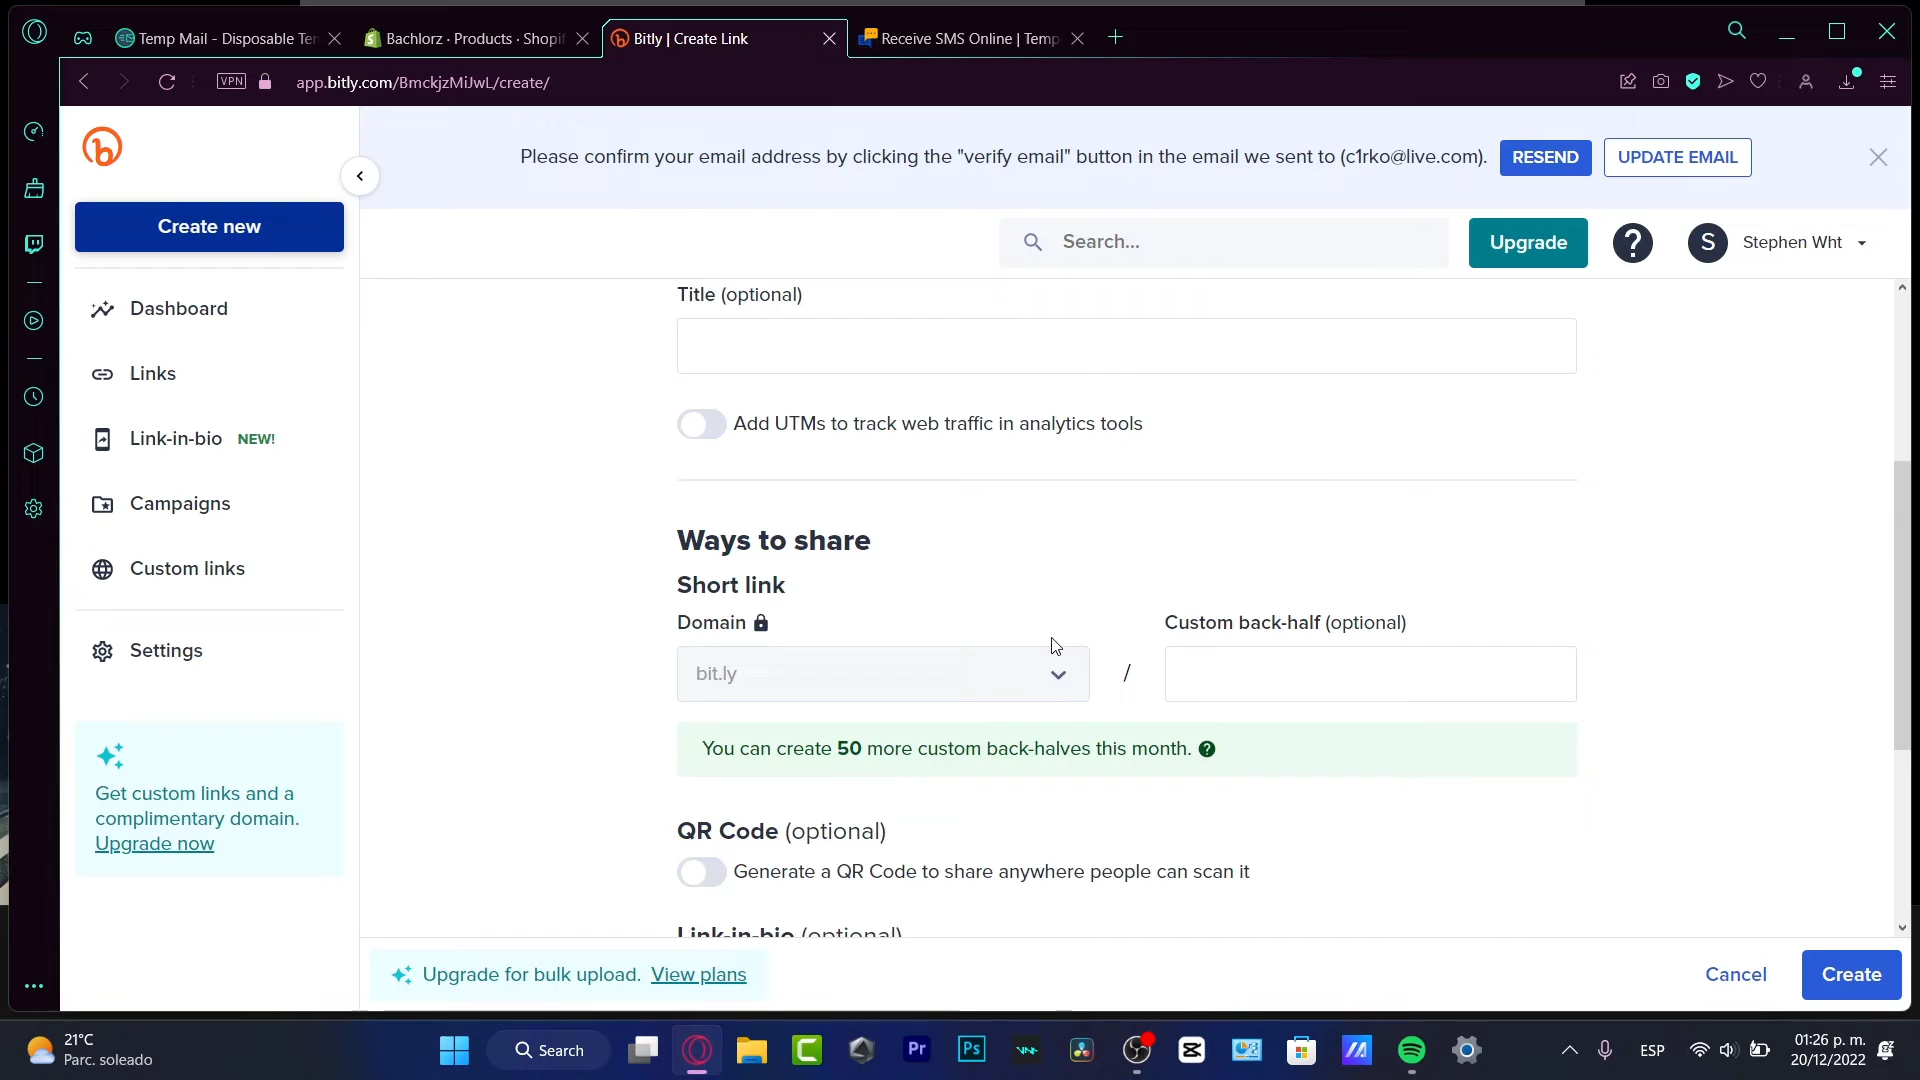 Temp Mail - Disposable Ten
Bachlorz · Products · Shopif
Bitly | Create Link
Receive SMS Online | Temp
VPN
app.bitly.com/BmckjzMiJwL/create/
Please confirm your email address by clicking the "verify email" button in the email we sent to (c1rko@live.com).
RESEND
UPDATE EMAIL
Create new
Search...
Upgrade
?
S
Stephen Wht
Dashboard
Links
Link-in-bio NEW!
Campaigns
Custom links
Settings
Get custom links and a
complimentary domain.
Upgrade now
Title (optional)
Add UTMs to track web traffic in analytics tools
Ways to share
Short link
Domain
Custom back-half (optional)
bit.ly
/
You can create 50 more custom back-halves this month. ?
QR Code (optional)
Generate a QR Code to share anywhere people can scan it
Link-in-bio (optional)
Upgrade for bulk upload. View plans
Cancel
Create
21°C
Parc. soleado
Search
Pr
Ps
ESP
01:26 p. m.
20/12/2022